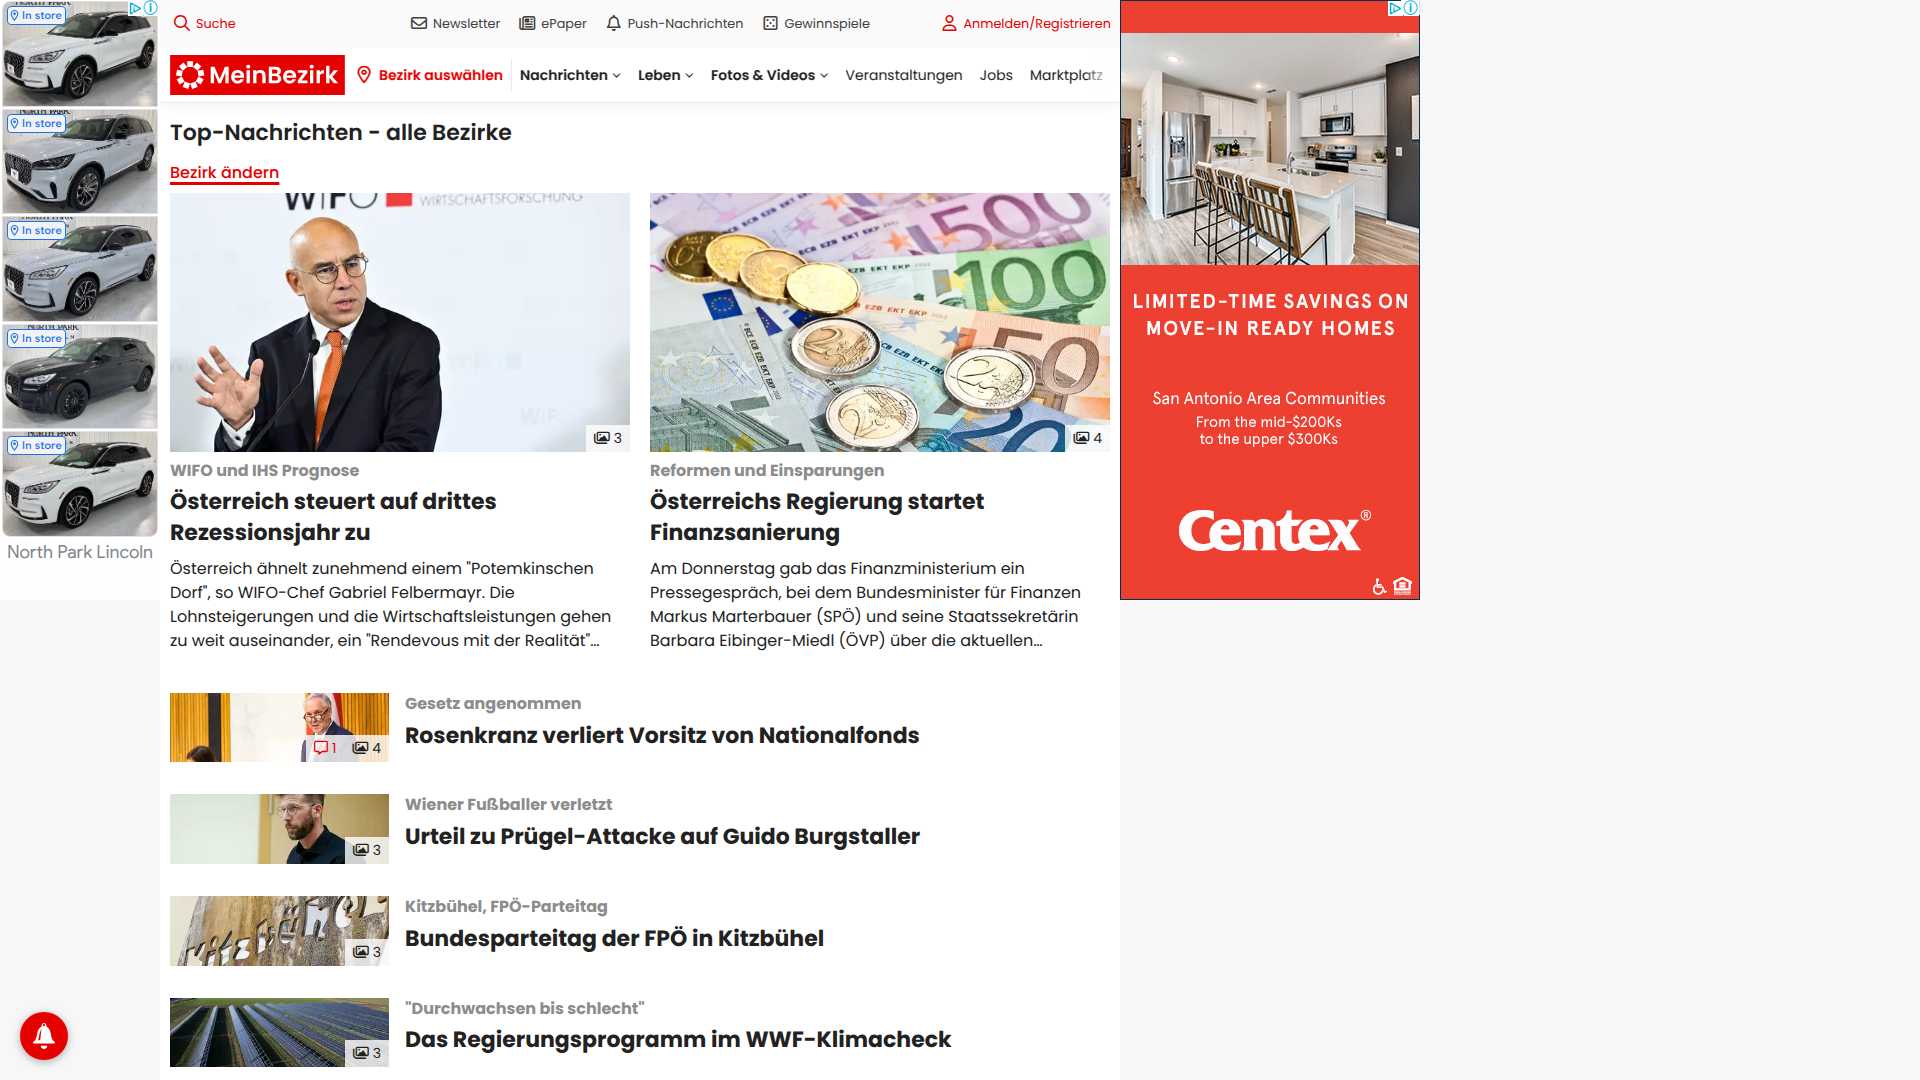 Suche
Newsletter
ePaper
Push-Nachrichten
Gewinnspiele
Anmelden/Registrieren
MeinBezirk
Bezirk auswählen
Nachrichten
Leben
Fotos & Videos
Veranstaltungen
Jobs
Marktplatz
In store
In store
In store
In store
In store
North Park Lincoln
Top-Nachrichten - alle Bezirke
Bezirk ändern
WIFO
WIRTSCHAFTSFORSCHUNG
3
WIFO und IHS Prognose
Österreich steuert auf drittes
Rezessionsjahr zu
Österreich ähnelt zunehmend einem "Potemkinschen
Dorf", so WIFO-Chef Gabriel Felbermayr. Die
Lohnsteigerungen und die Wirtschaftsleistungen gehen
zu weit auseinander, ein "Rendevous mit der Realität"...
500
100
50
20
4
Reformen und Einsparungen
Österreichs Regierung startet
Finanzsanierung
Am Donnerstag gab das Finanzministerium ein
Pressegespräch, bei dem Bundesminister für Finanzen
Markus Marterbauer (SPÖ) und seine Staatssekretärin
Barbara Eibinger-Miedl (ÖVP) über die aktuellen...
1
4
Gesetz angenommen
Rosenkranz verliert Vorsitz von Nationalfonds
3
Wiener Fußballer verletzt
Urteil zu Prügel-Attacke auf Guido Burgstaller
3
Kitzbühel, FPÖ-Parteitag
Bundesparteitag der FPÖ in Kitzbühel
3
"Durchwachsen bis schlecht"
Das Regierungsprogramm im WWF-Klimacheck
LIMITED-TIME SAVINGS ON
MOVE-IN READY HOMES
San Antonio Area Communities
From the mid-$200Ks
to the upper $300Ks
Centex®